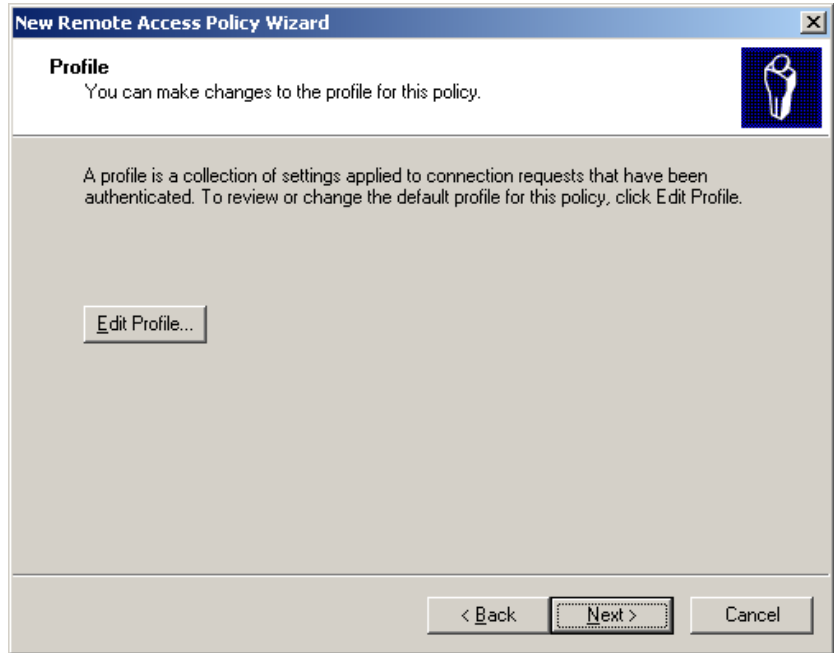 New Remote Access Policy Wizard
Profile
You can make changes to the profile for this policy.
A profile is a collection of settings applied to connection requests that have been
authenticated. To review or change the default profile for this policy, click Edit Profile.
Edit Profile...
< Back
Next >
Cancel